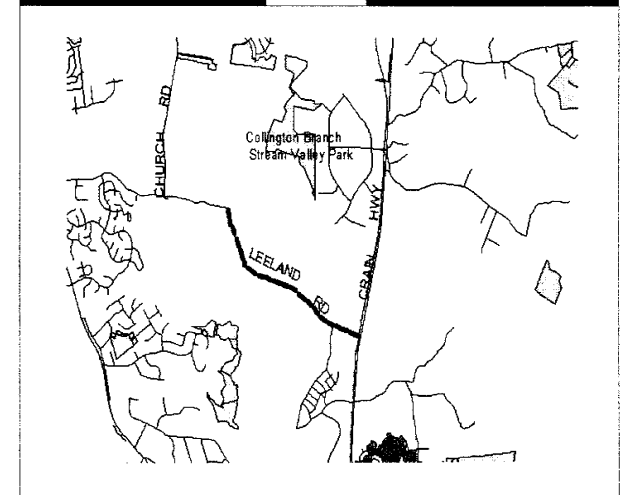 CHURCH RD
Collington Branch
Stream Valley Park
LEELAND RD
CRAIN HWY